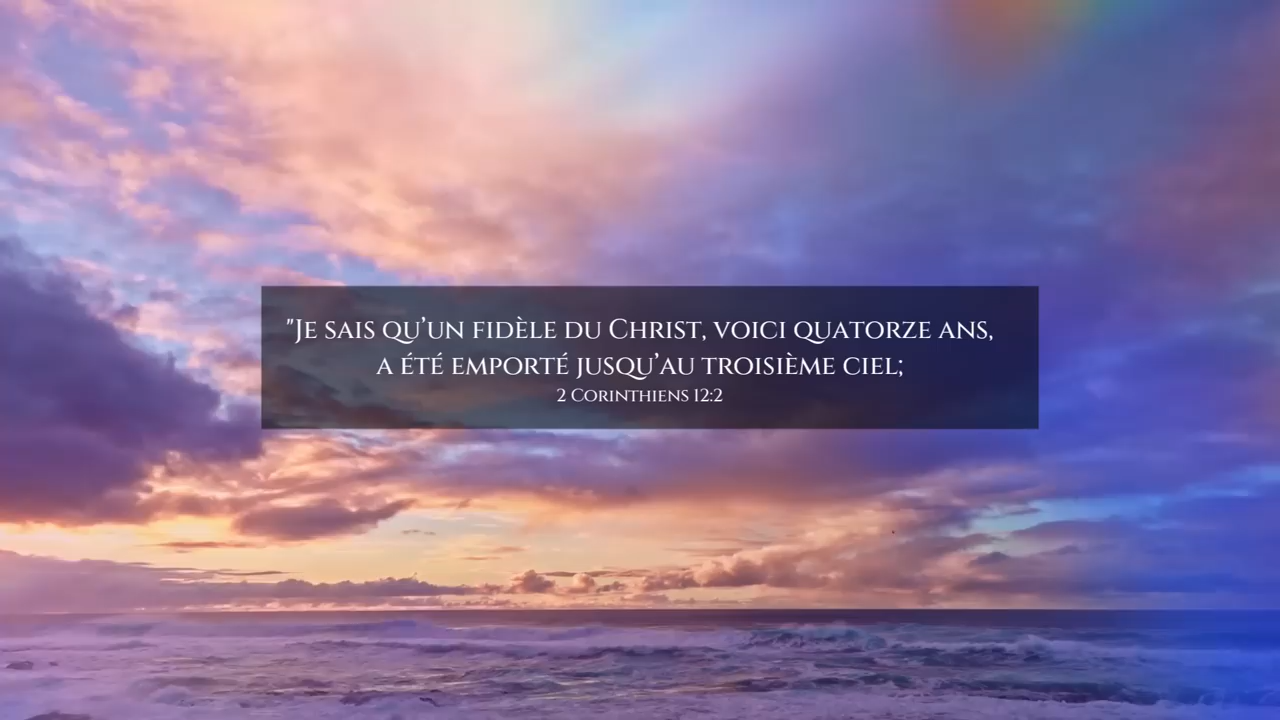 "Je sais qu’un fidèle du Christ, voici quatorze ans,
a été emporté jusqu’au troisième ciel;
2 Corinthiens 12:2